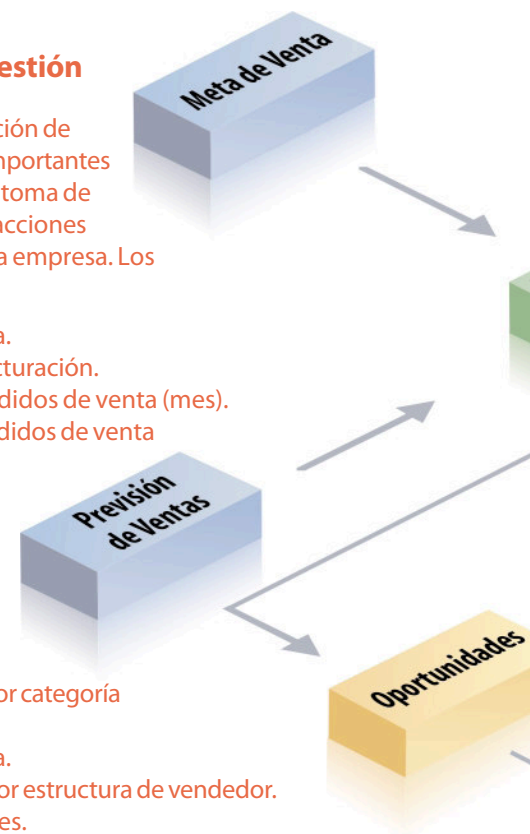 estión
ción de
mportantes
toma de
acciones
a empresa. Los
a.
cturación.
didos de venta (mes).
didos de venta
or categoría
a.
or estructura de vendedor.
es.
Meta de Venta
Previsión
de Ventas
Oportunidades